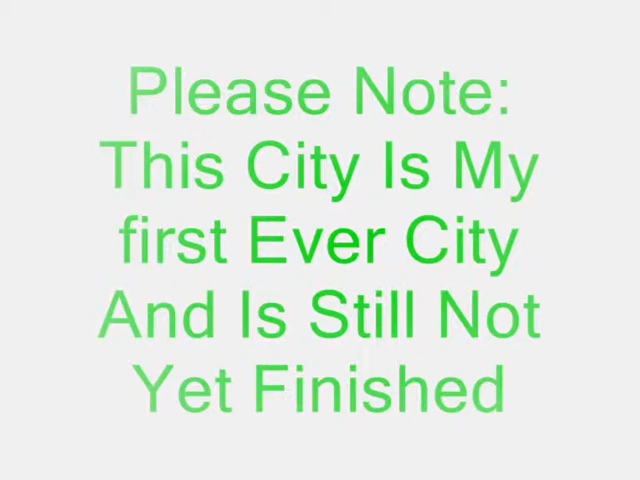 Please Note:
This City Is My
first Ever City
And Is Still Not
Yet Finished